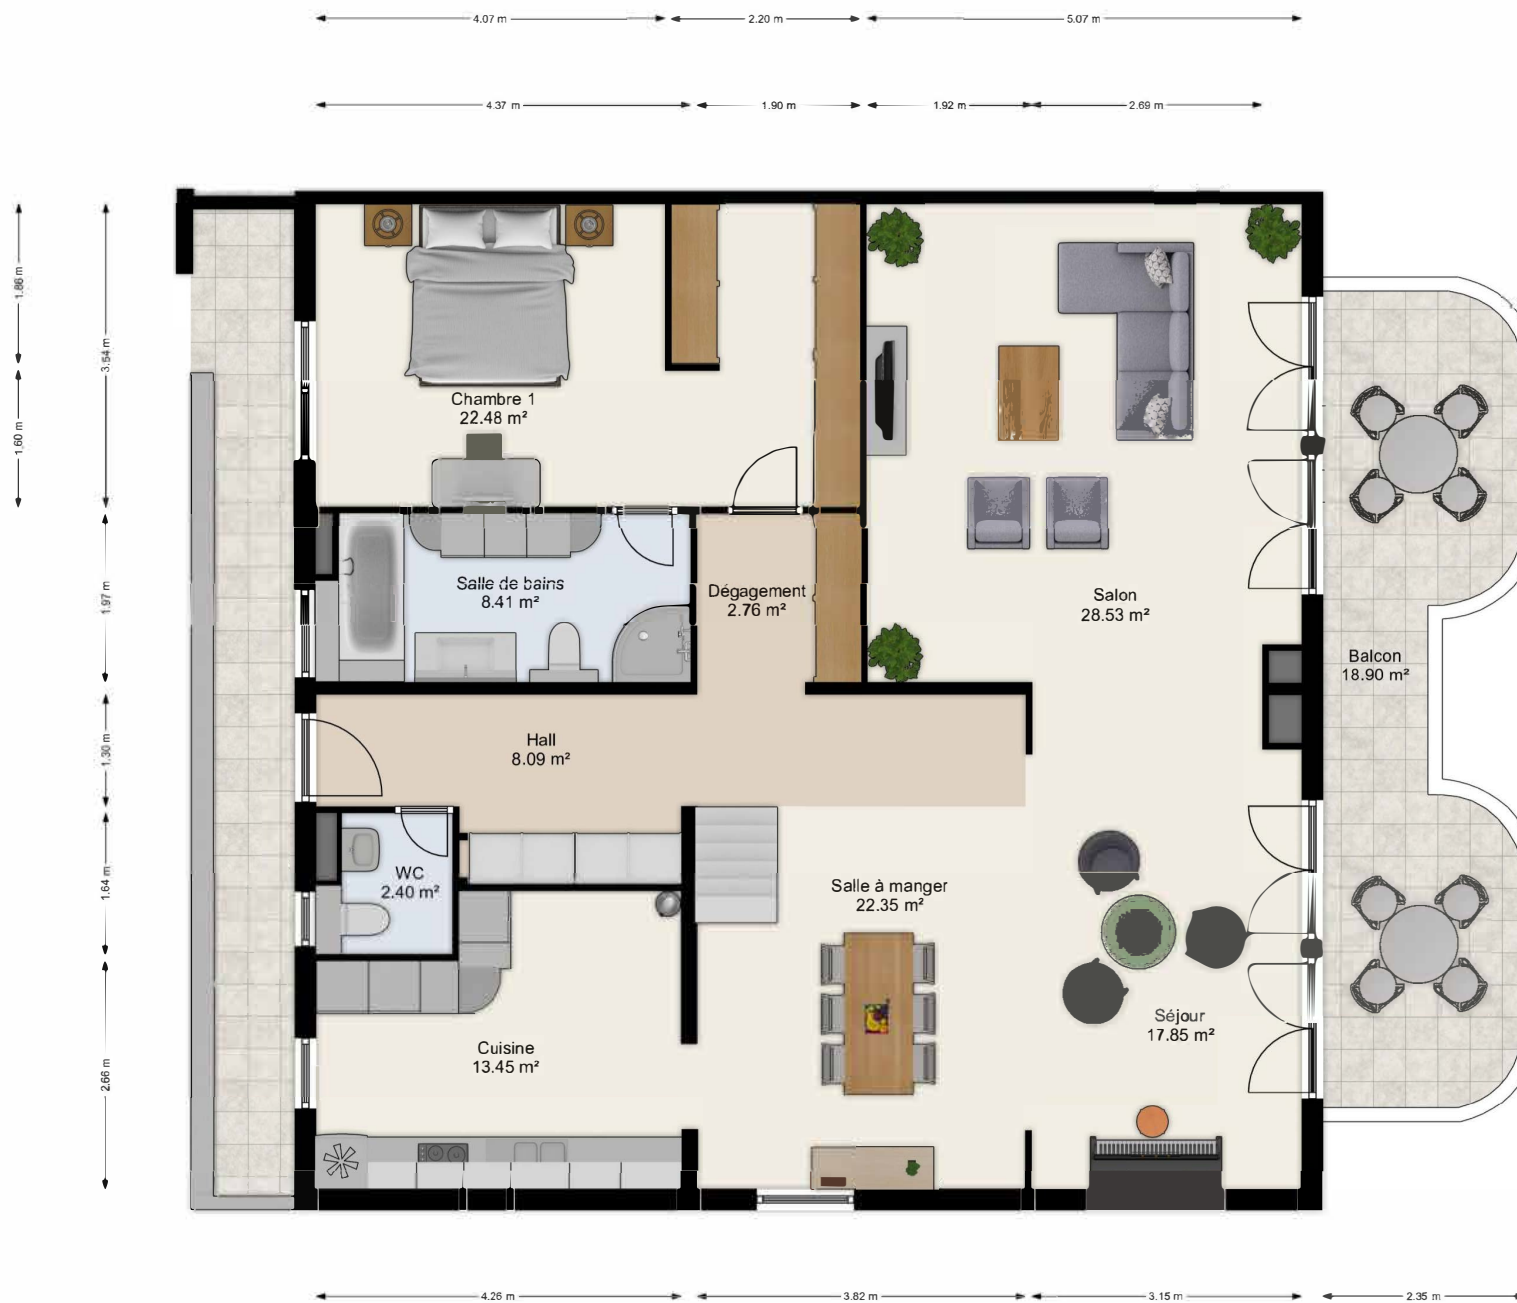 4.07 m
2.20 m
5.07 m
4.37 m
1.90 m
1.92 m
2.69 m
1.86 m
3.54 m
1.60 m
Chambre 1
22.48 m²
Salle de bains
8.41 m²
Dégagement
2.76 m²
Salon
28.53 m²
1.97 m
Balcon
18.90 m²
Hall
8.09 m²
1.30 m
WC
2.40 m²
1.64 m
Salle à manger
22.35 m²
Séjour
17.85 m²
Cuisine
13.45 m²
2.66 m
4.26 m
3.82 m
3.15 m
2.35 m